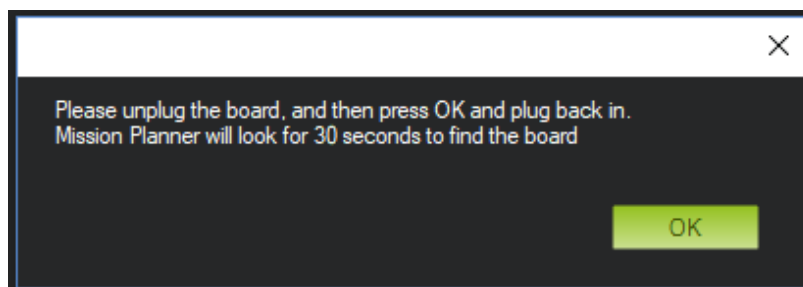 Please unplug the board, and then press OK and plug back in.
Mission Planner will look for 30 seconds to find the board
OK